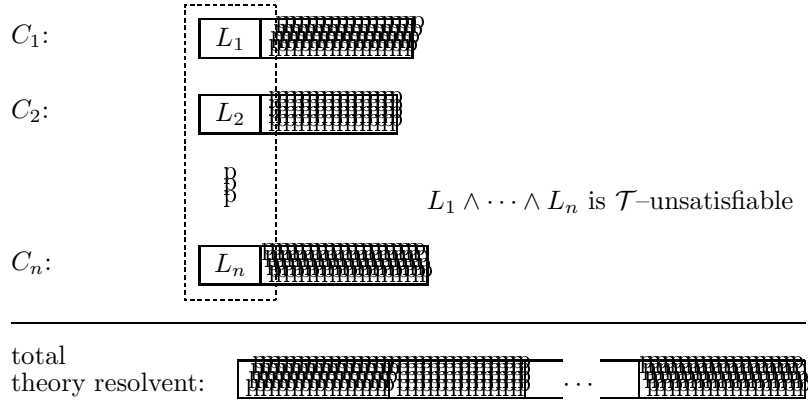 C₁:
L₁
C₂:
L₂
p
p
p
L₁ ∧ ⋯ ∧ Lₙ is 𝒯–unsatisfiable
Cₙ:
Lₙ
total
theory resolvent:
⋯